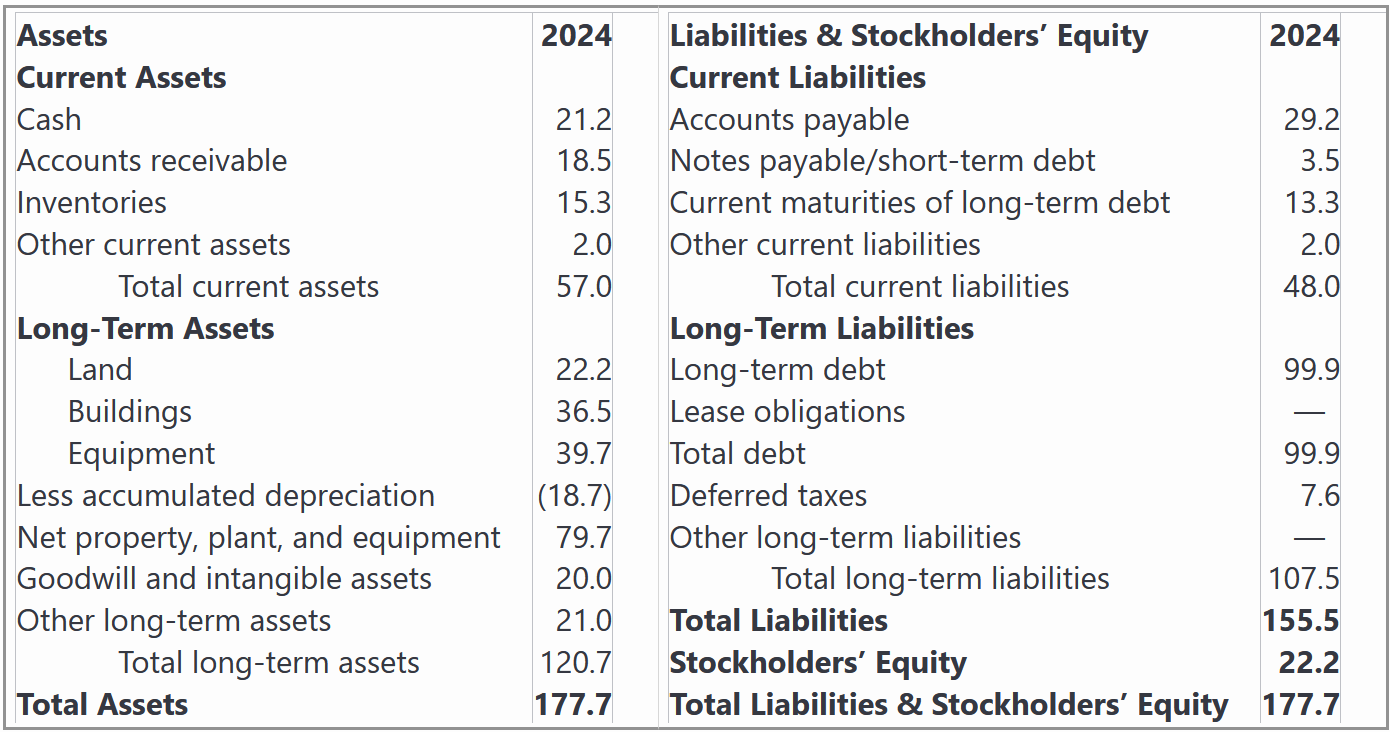 Assets 2024 Liabilities & Stockholders’ Equity 2024
Current Assets Current Liabilities
Cash 21.2 Accounts payable 29.2
Accounts receivable 18.5 Notes payable/short-term debt 3.5
Inventories 15.3 Current maturities of long-term debt 13.3
Other current assets 2.0 Other current liabilities 2.0
Total current assets 57.0 Total current liabilities 48.0
Long-Term Assets Long-Term Liabilities
Land 22.2 Long-term debt 99.9
Buildings 36.5 Lease obligations —
Equipment 39.7 Total debt 99.9
Less accumulated depreciation (18.7) Deferred taxes 7.6
Net property, plant, and equipment 79.7 Other long-term liabilities —
Goodwill and intangible assets 20.0 Total long-term liabilities 107.5
Other long-term assets 21.0 Total Liabilities 155.5
Total long-term assets 120.7 Stockholders’ Equity 22.2
Total Assets 177.7 Total Liabilities & Stockholders’ Equity 177.7